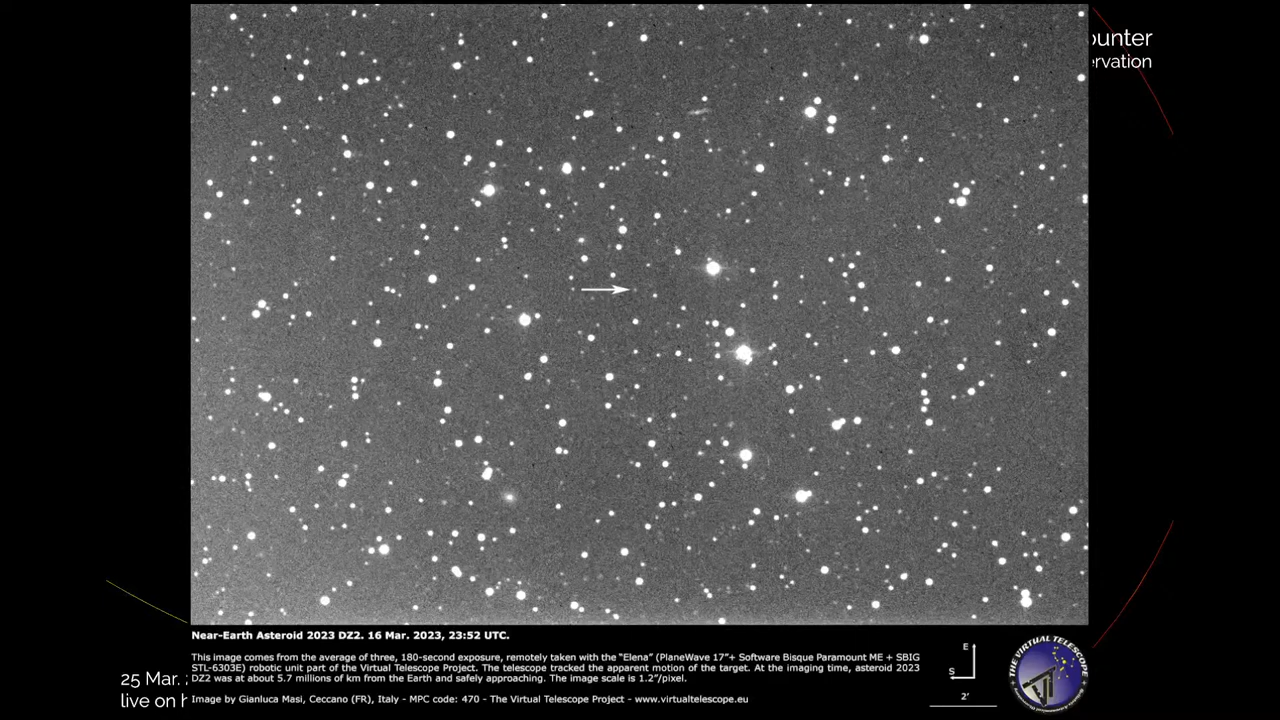 ounter
ervation
Near-Earth Asteroid 2023 DZ2. 16 Mar. 2023, 23:52 UTC.
This image comes from the average of three, 180-second exposure, remotely taken with the "Elena" (PlaneWave 17"+ Software Bisque Paramount ME + SBIG
STL-6303E) robotic unit part of the Virtual Telescope Project. The telescope tracked the apparent motion of the target. At the imaging time, asteroid 2023
DZ2 was at about 5.7 millions of km from the Earth and safely approaching. The image scale is 1.2"/pixel.
Image by Gianluca Masi, Ceccano (FR), Italy - MPC code: 470 - The Virtual Telescope Project - www.virtualtelescope.eu
25 Mar.
live on h
E
S
2'
THE VIRTUAL TELESCOPE
VT